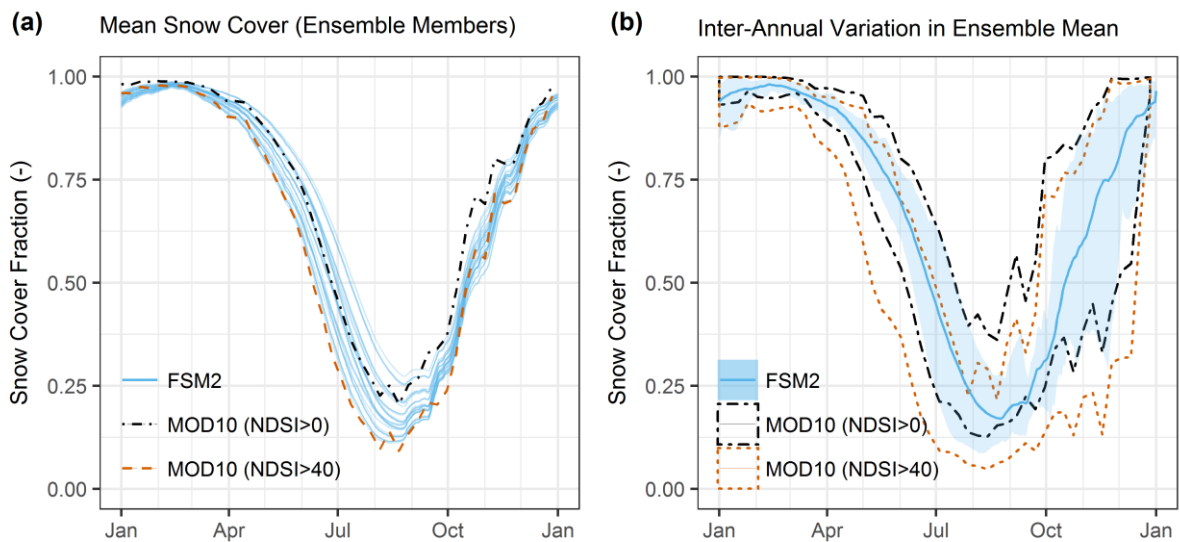 (a) Mean Snow Cover (Ensemble Members)
Snow Cover Fraction (-)
1.00
0.75
0.50
0.25
0.00
FSM2
MOD10 (NDSI>0)
MOD10 (NDSI>40)
Jan Apr Jul Oct Jan
(b) Inter-Annual Variation in Ensemble Mean
Snow Cover Fraction (-)
1.00
0.75
0.50
0.25
0.00
FSM2
MOD10 (NDSI>0)
MOD10 (NDSI>40)
Jan Apr Jul Oct Jan